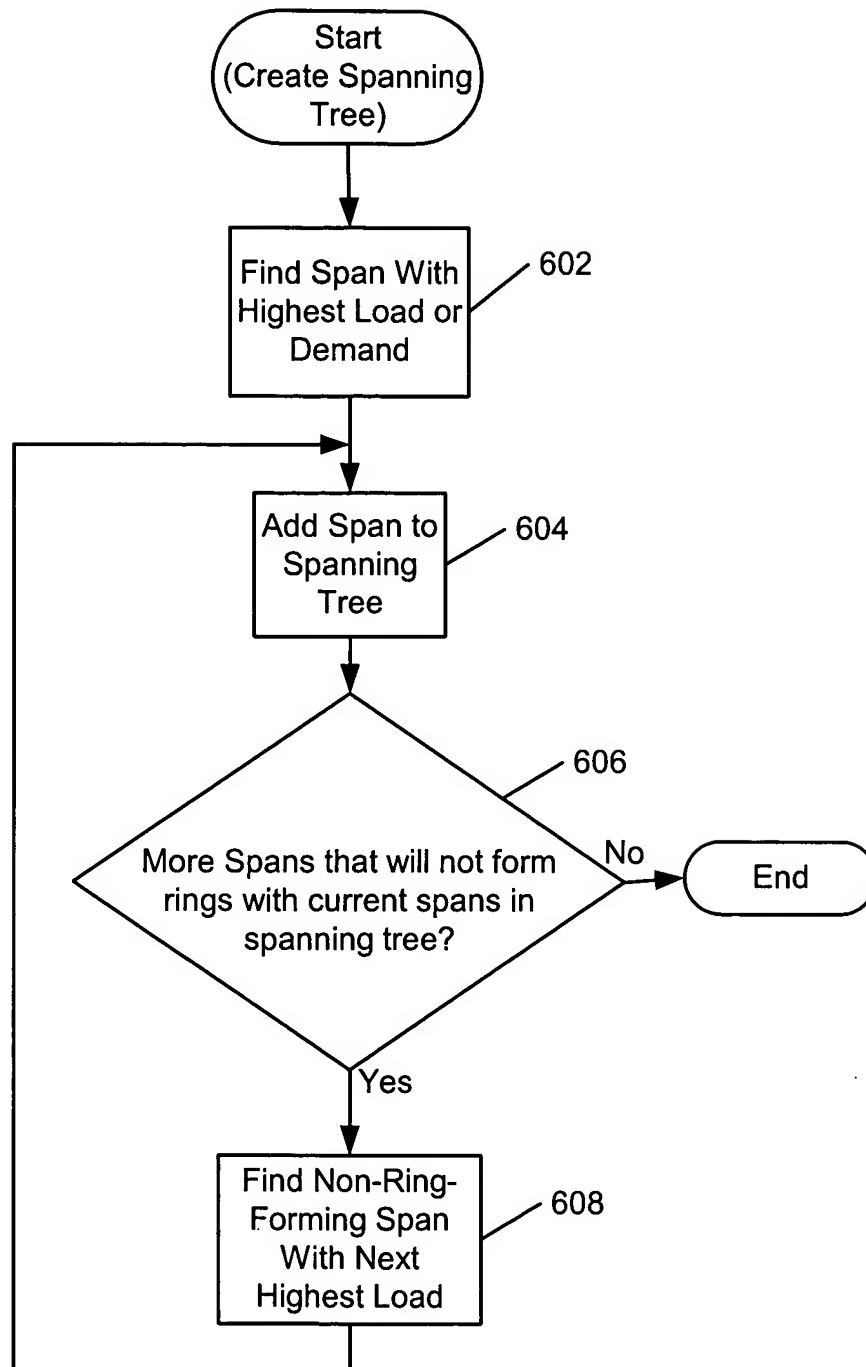 Start
(Create Spanning
Tree)
Find Span With
Highest Load or
Demand
602
Add Span to
Spanning
Tree
604
606
More Spans that will not form
rings with current spans in
spanning tree?
No
End
Yes
Find Non-Ring-
Forming Span
With Next
Highest Load
608